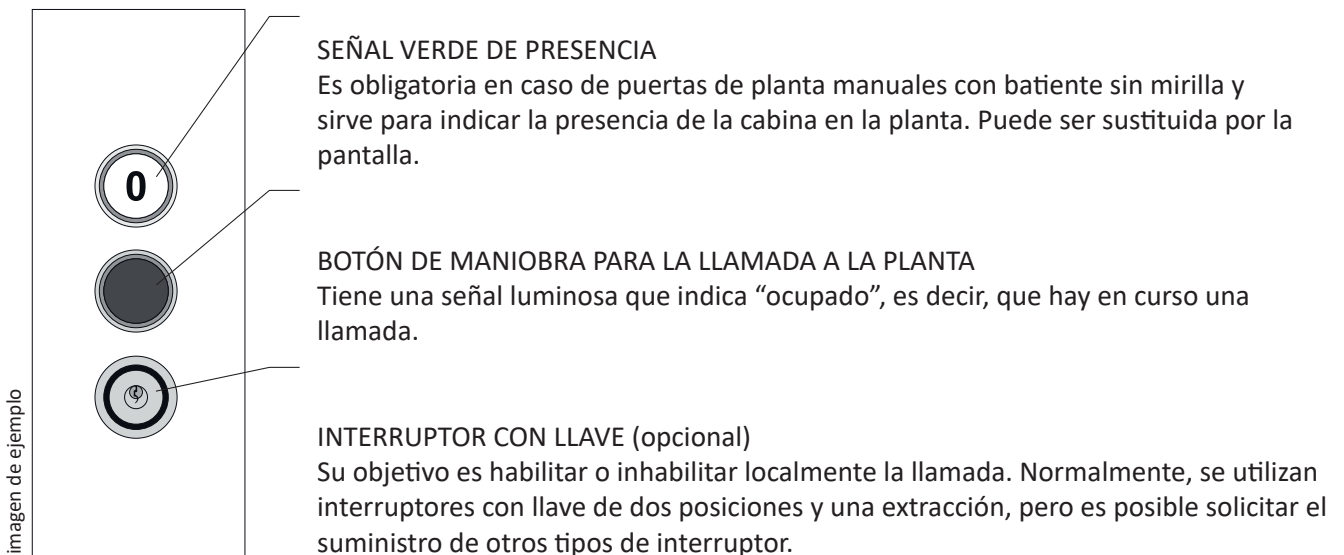 SEÑAL VERDE DE PRESENCIA
Es obligatoria en caso de puertas de planta manuales con batiente sin mirilla y
sirve para indicar la presencia de la cabina en la planta. Puede ser sustituida por la
pantalla.
0
BOTÓN DE MANIOBRA PARA LA LLAMADA A LA PLANTA
Tiene una señal luminosa que indica “ocupado”, es decir, que hay en curso una
llamada.
INTERRUPTOR CON LLAVE (opcional)
Su objetivo es habilitar o inhabilitar localmente la llamada. Normalmente, se utilizan
interruptores con llave de dos posiciones y una extracción, pero es posible solicitar el
suministro de otros tipos de interruptor.
imagen de ejemplo